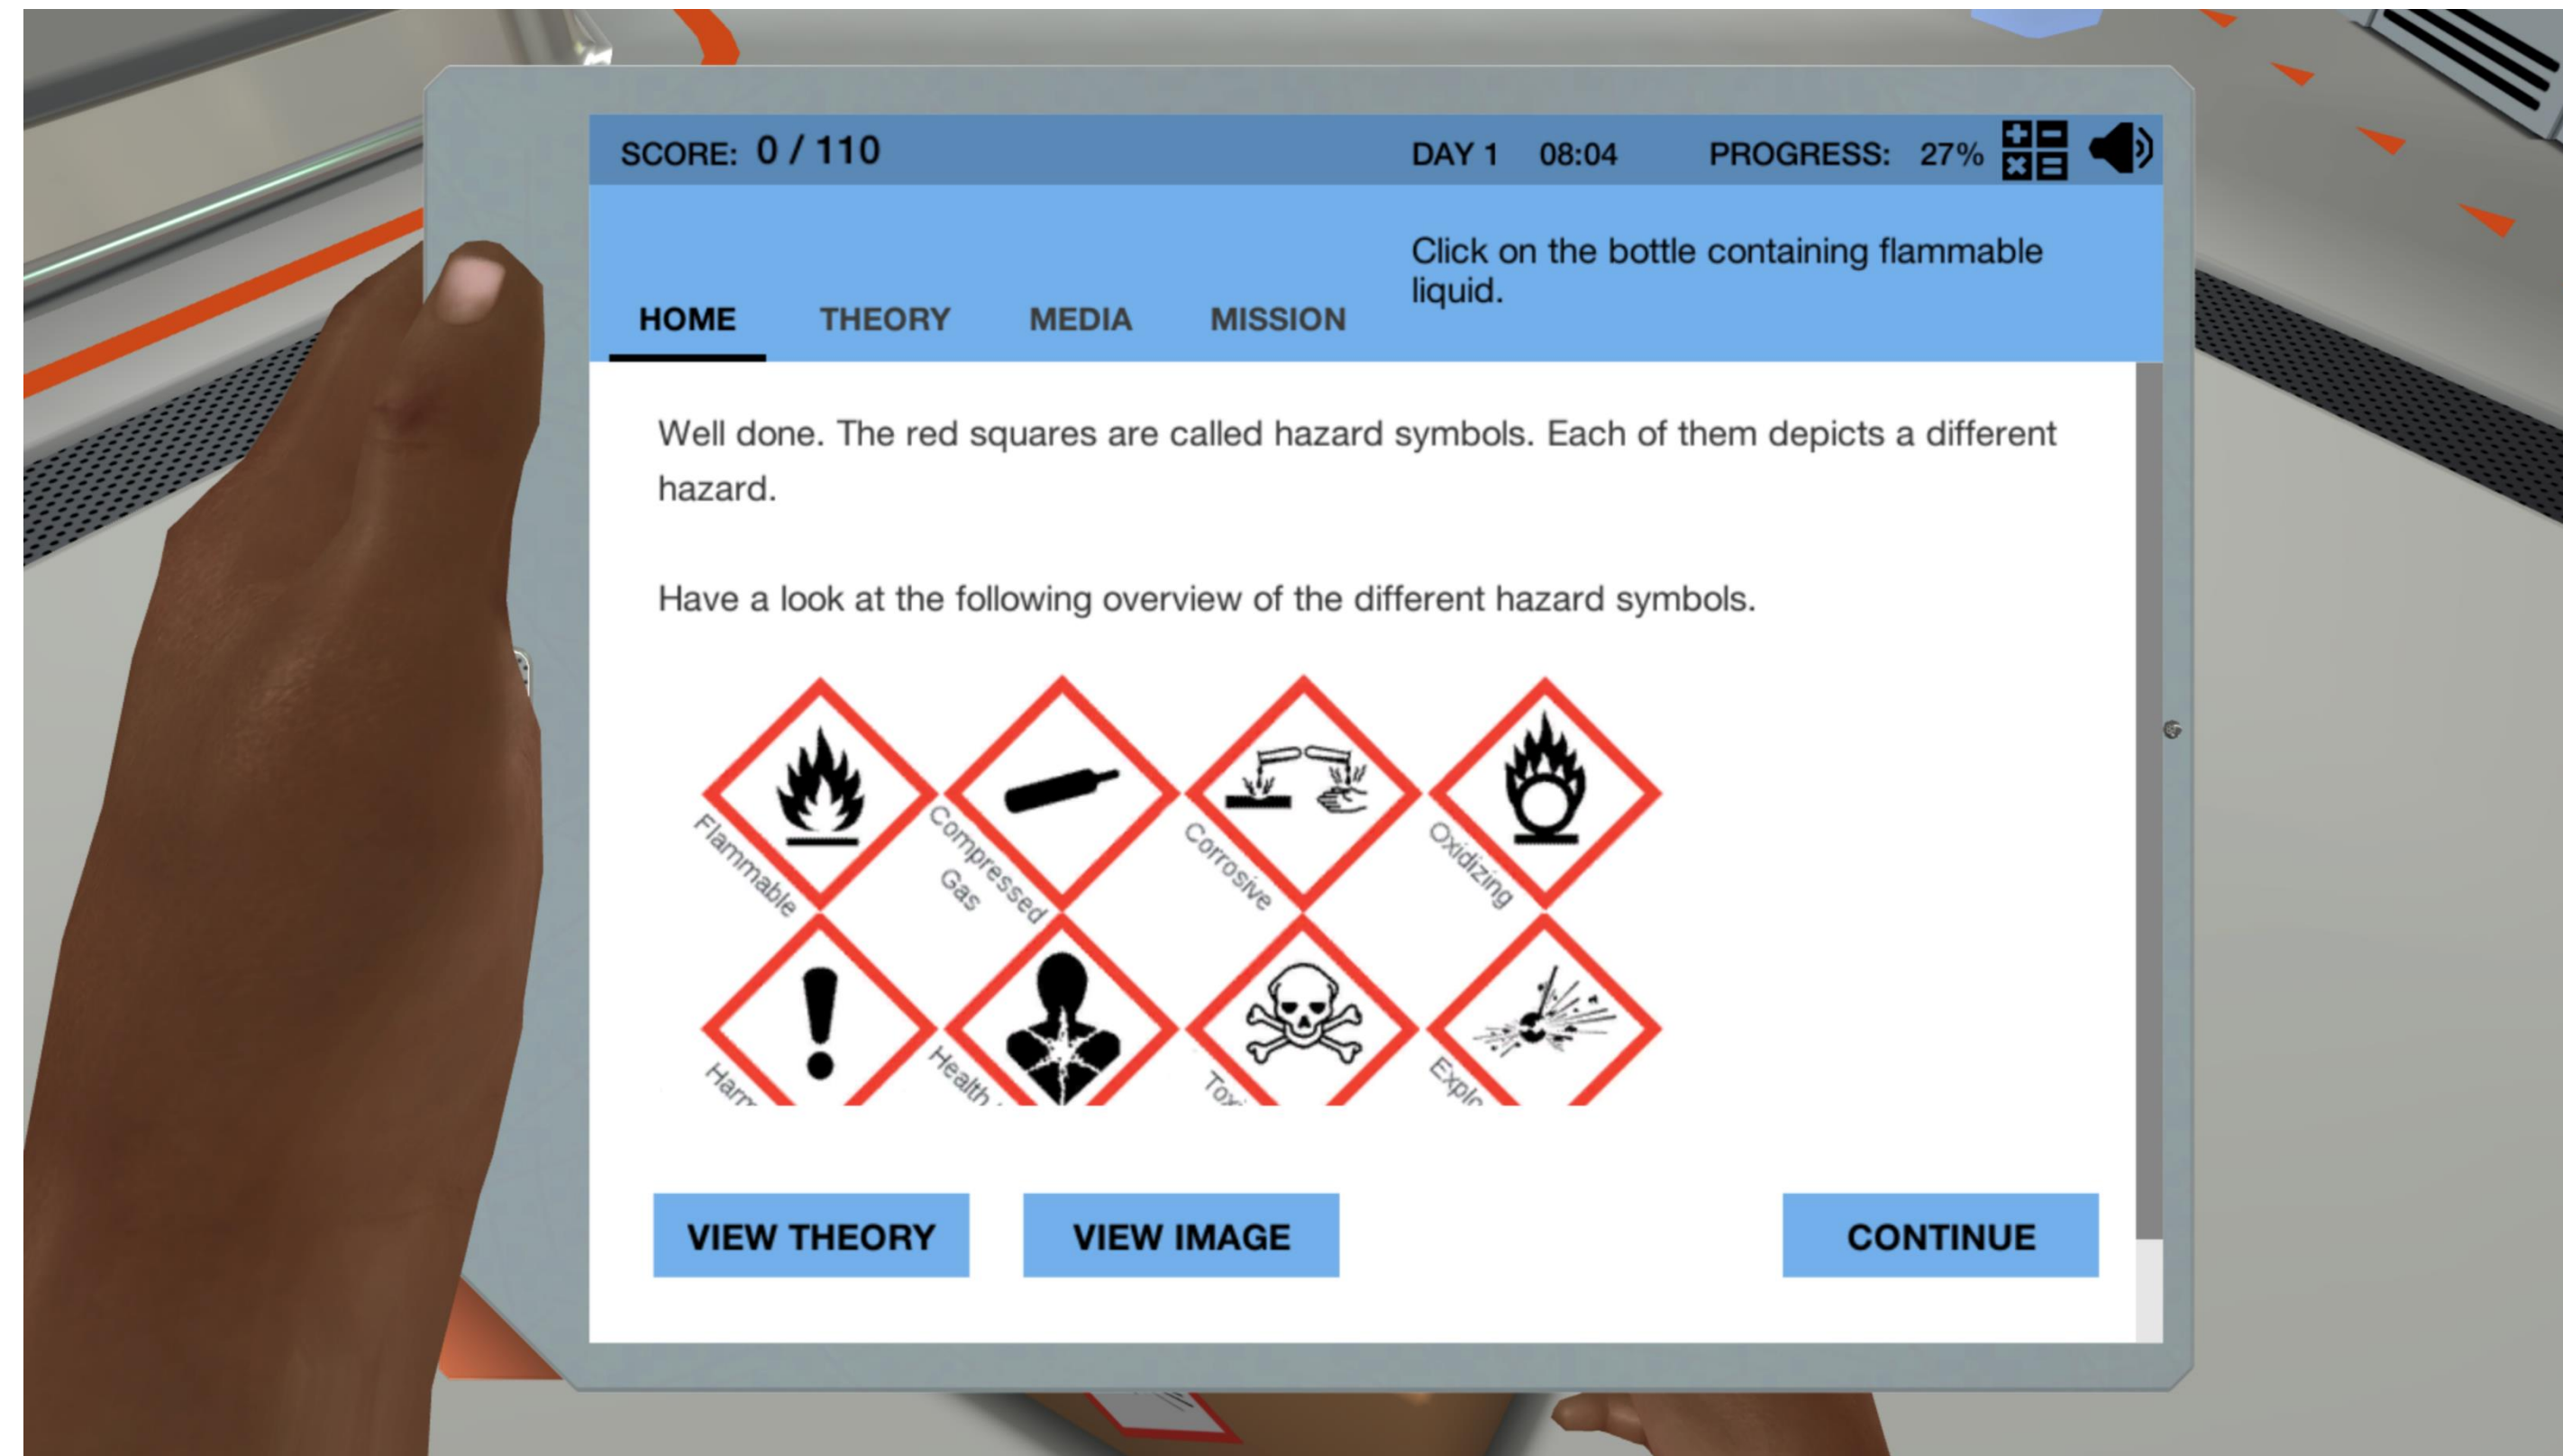 SCORE: 0 / 110
DAY 1 08:04 PROGRESS: 27%
Click on the bottle containing flammable
liquid.
HOME THEORY MEDIA MISSION
Well done. The red squares are called hazard symbols. Each of them depicts a different
hazard.
Have a look at the following overview of the different hazard symbols.
Flammable
Compressed
Gas
Corrosive
Oxidizing
Health
VIEW THEORY VIEW IMAGE CONTINUE